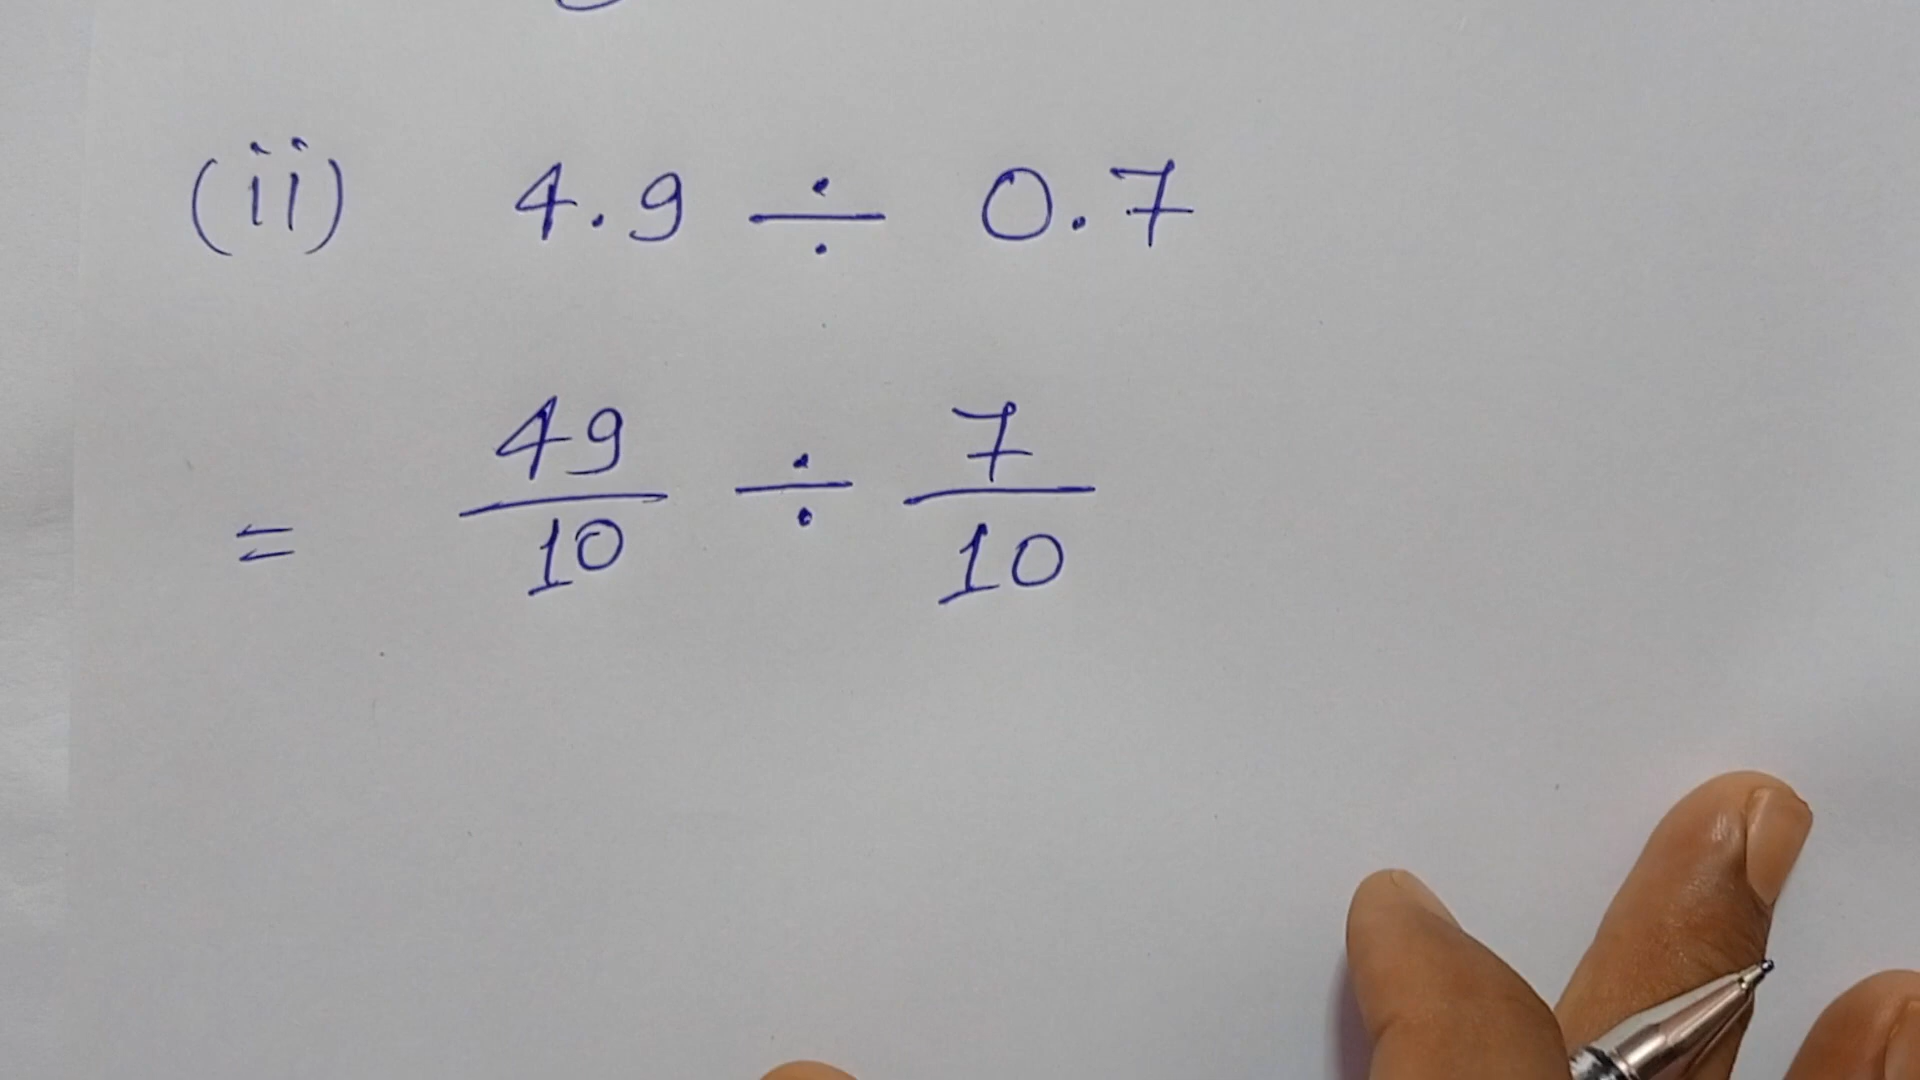 (ii) 4.9 ÷ 0.7
= 49/10 ÷ 7/10